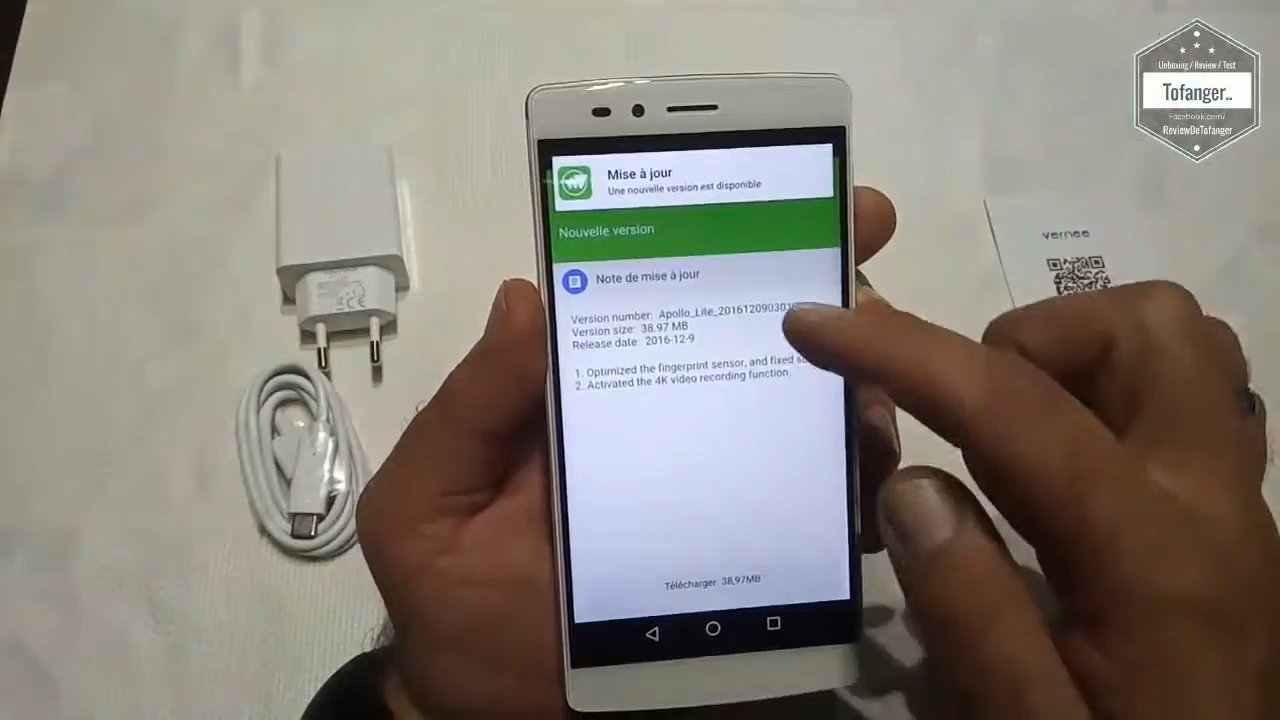 Unboxing / Review / Test
Tofanger..
Facebook.com/
ReviewDeTofanger
Mise à jour
Une nouvelle version est disponible
Nouvelle version
Note de mise à jour
Version number: Apollo_Lite_20161209030
Version size: 38.97 MB
Release date: 2016-12-9
1. Optimized the fingerprint sensor, and fixed
2. Activated the 4K video recording function.
Télécharger 38,97MB
vernee